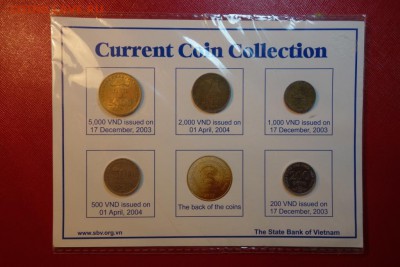 Current Coin Collection
5,000 VND issued on
17 December, 2003
2,000 VND issued on
01 April, 2004
1,000 VND issued on
17 December, 2003
500 VND issued on
01 April, 2004
The back of the coins
200 VND issued on
17 December, 2003
www.sbv.org.vn
The State Bank of Vietnam